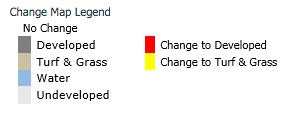 Change Map Legend
No Change
Developed
Turf & Grass
Water
Undeveloped
Change to Developed
Change to Turf & Grass